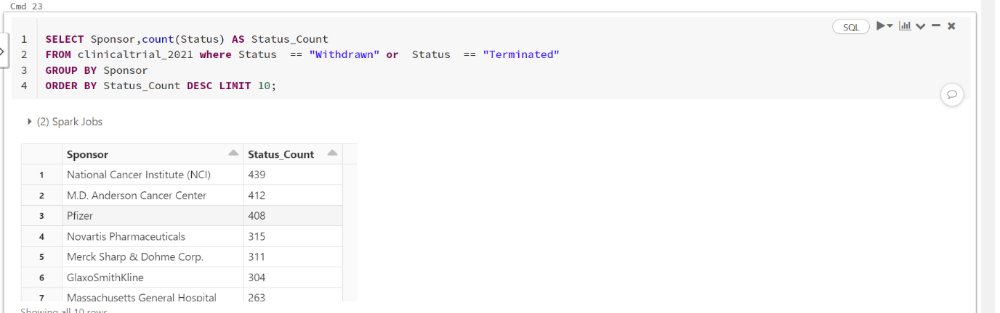 Cmd 23
SQL
1 SELECT Sponsor,count(Status) AS Status_Count
2 FROM clinicaltrial_2021 where Status  == "Withdrawn" or  Status  == "Terminated"
3 GROUP BY Sponsor
4 ORDER BY Status_Count DESC LIMIT 10;
(2) Spark Jobs
Sponsor Status_Count
1 National Cancer Institute (NCI) 439
2 M.D. Anderson Cancer Center 412
3 Pfizer 408
4 Novartis Pharmaceuticals 315
5 Merck Sharp & Dohme Corp. 311
6 GlaxoSmithKline 304
7 Massachusetts General Hospital 263
Showing all 10 rows